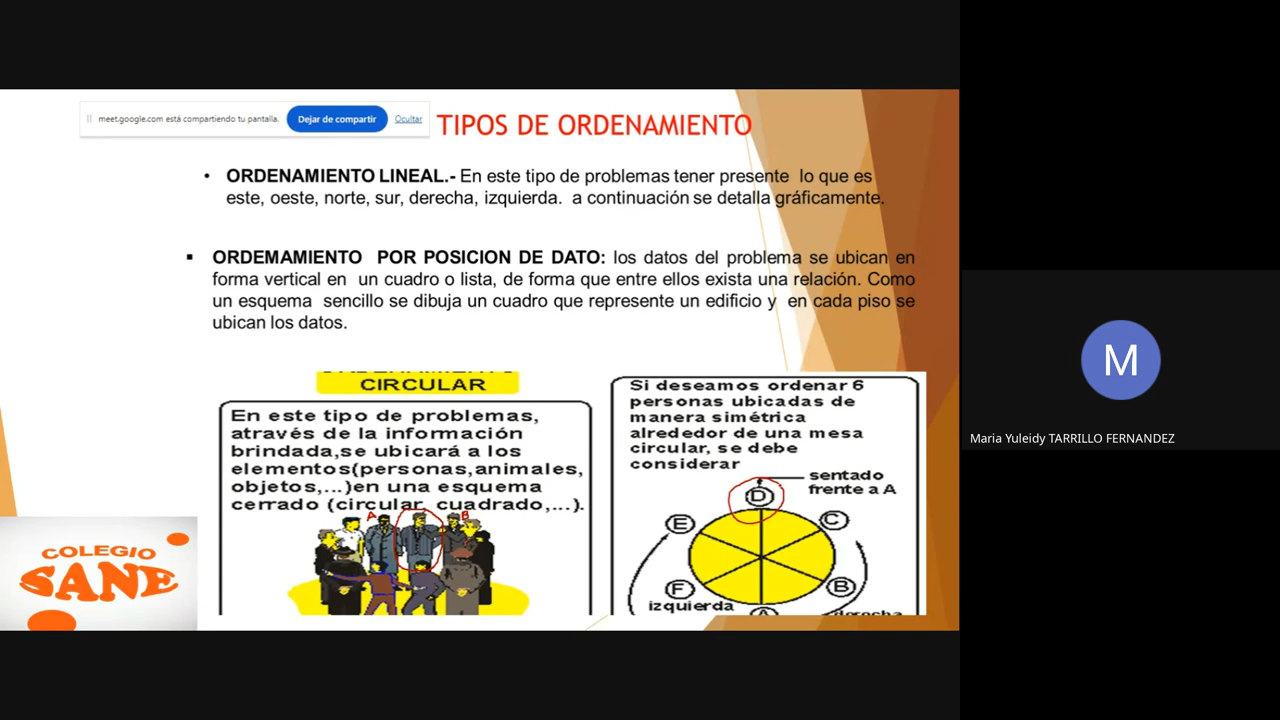 meet.google.com está compartiendo tu pantalla.
Dejar de compartir
Ocultar
TIPOS DE ORDENAMIENTO
• ORDENAMIENTO LINEAL.- En este tipo de problemas tener presente lo que es
este, oeste, norte, sur, derecha, izquierda. a continuación se detalla gráficamente.
▪ ORDEMAMIENTO POR POSICION DE DATO: los datos del problema se ubican en
forma vertical en un cuadro o lista, de forma que entre ellos exista una relación. Como
un esquema sencillo se dibuja un cuadro que represente un edificio y en cada piso se
ubican los datos.
CIRCULAR
En este tipo de problemas,
através de la información
brindada,se ubicará a los
elementos(personas,animales,
objetos,...)en una esquema
cerrado (circular, cuadrado,...).
A
B
Si deseamos ordenar 6
personas ubicadas de
manera simétrica
alrededor de una mesa
circular, se debe
considerar
sentado
frente a A
D
E
C
F
B
izquierda
A
derecha
COLEGIO
SANE
M
Maria Yuleidy TARRILLO FERNANDEZ